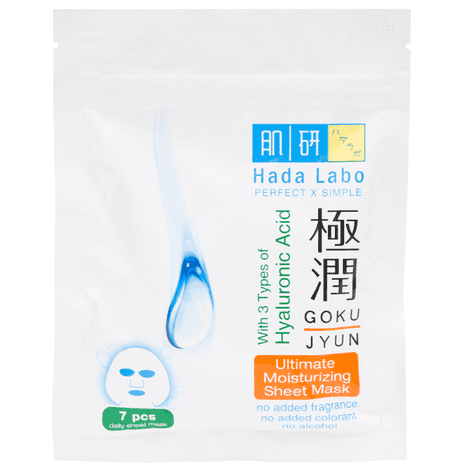 肌研
ハダラボ
Hada Labo
PERFECT X SIMPLE
With 3 Types of
Hyaluronic Acid
極潤
GOKU
JYUN
Ultimate
Moisturizing
Sheet Mask
7 pcs
daily sheet mask
no added fragrance
no added colorant
no alcohol